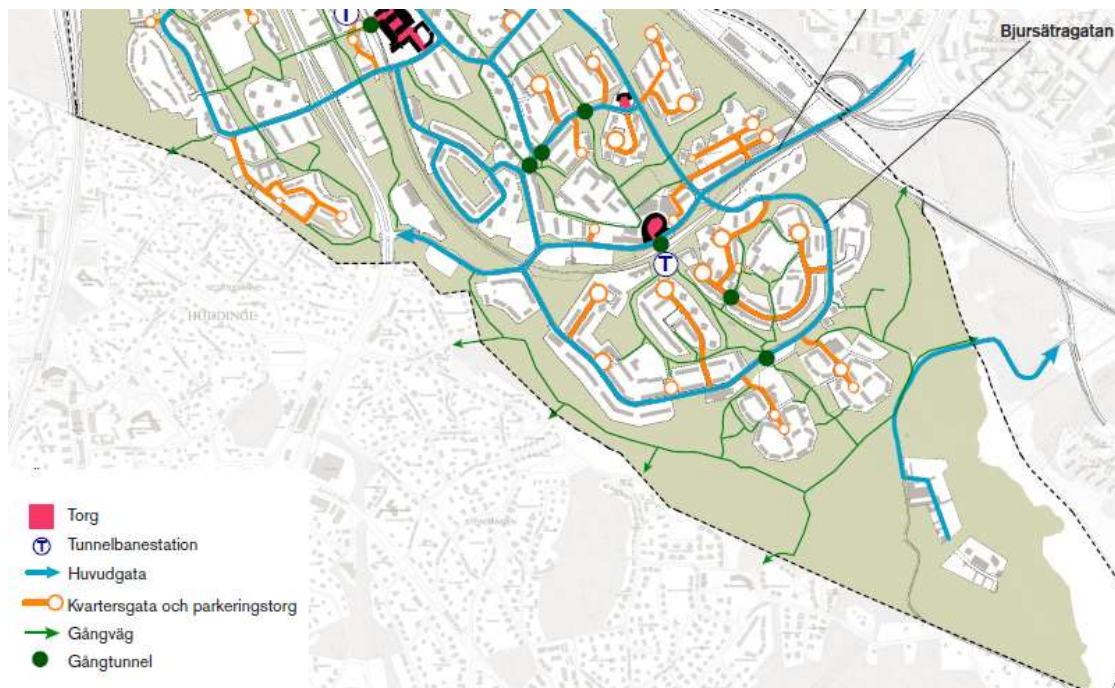 Bjursätragatan
T
T
HUDDINGE
Torg
T Tunnelbanestation
Huvudgata
Kvartersgata och parkeringstorg
Gångväg
Gångtunnel